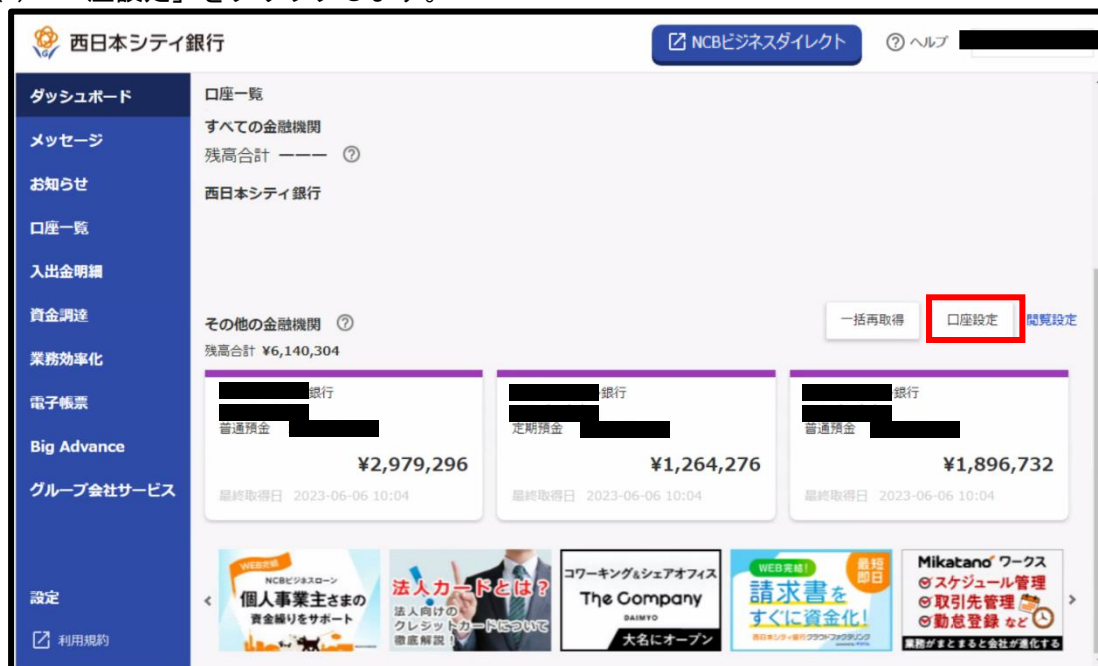 西日本シティ銀行
NCBビジネスダイレクト
ヘルプ
ダッシュボード
メッセージ
お知らせ
口座一覧
入出金明細
資金調達
業務効率化
電子帳票
Big Advance
グループ会社サービス
設定
利用規約
口座一覧
すべての金融機関
残高合計 ーーー
西日本シティ銀行
その他の金融機関
一括再取得
口座設定
閲覧設定
残高合計 ¥6,140,304
銀行
普通預金
¥2,979,296
最終取得日 2023-06-06 10:04
銀行
定期預金
¥1,264,276
最終取得日 2023-06-06 10:04
銀行
普通預金
¥1,896,732
最終取得日 2023-06-06 10:04
WEB完結
NCBビジネスローン
個人事業主さまの
資金繰りをサポート
法人カードとは?
法人向けの
クレジットカードについて
徹底解説!
コワーキング&シェアオフィス
The Company
DAIMYO
大名にオープン
WEB完結!
最短
即日
請求書を
すぐに資金化!
西日本シティ銀行クラウドファクタリング
Mikatano ワークス
スケジュール管理
取引先管理
勤怠登録 など
業務がまとまると会社が進化する